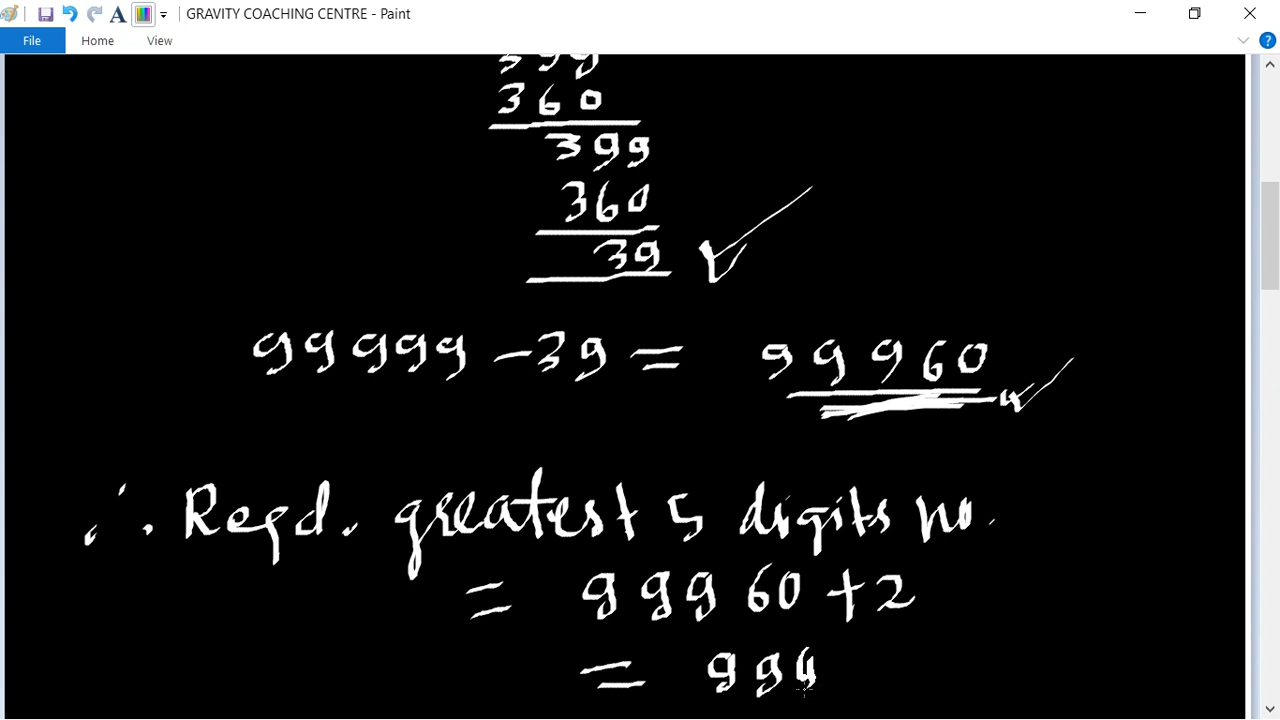 GRAVITY COACHING CENTRE - Paint
File Home View
399
360
399
360
39
99999 - 39 = 99960
∴ Reqd. greatest 5 digits no.
= 99960 + 2
= 999